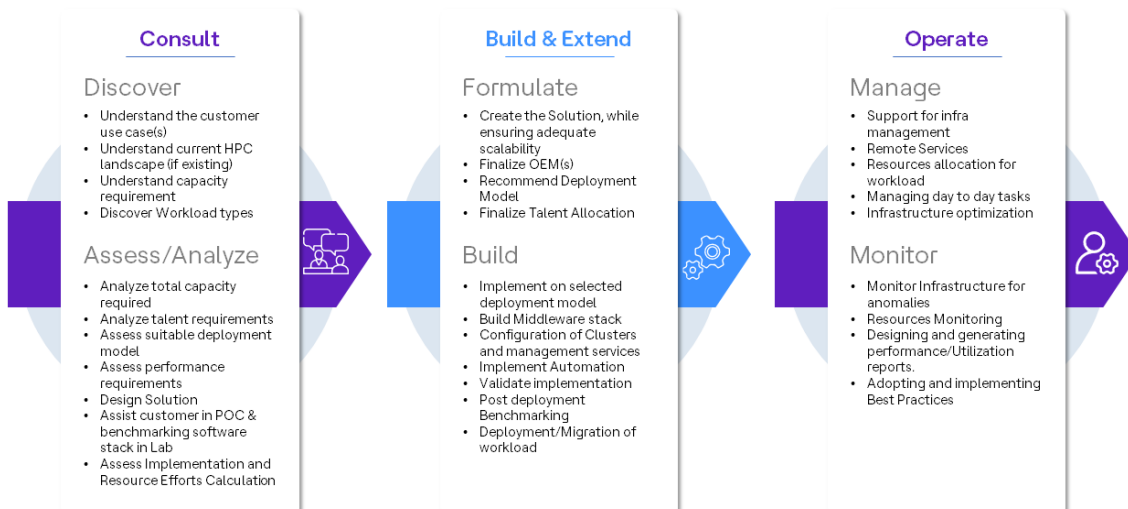 Consult
Discover
• Understand the customer
use case(s)
• Understand current HPC
landscape (if existing)
• Understand capacity
requirement
• Discover Workload types
Assess/Analyze
• Analyze total capacity
required
• Analyze talent requirements
• Assess suitable deployment
model
• Assess performance
requirements
• Design Solution
• Assist customer in POC &
benchmarking software
stack in Lab
• Assess Implementation and
Resource Efforts Calculation
Build & Extend
Formulate
• Create the Solution, while
ensuring adequate
scalability
• Finalize OEM(s)
• Recommend Deployment
Model
• Finalize Talent Allocation
Build
• Implement on selected
deployment model
• Build Middleware stack
• Configuration of Clusters
and management services
• Implement Automation
• Validate implementation
• Post deployment
Benchmarking
• Deployment/Migration of
workload
Operate
Manage
• Support for infra
management
• Remote Services
• Resources allocation for
workload
• Managing day to day tasks
• Infrastructure optimization
Monitor
• Monitor Infrastructure for
anomalies
• Resources Monitoring
• Designing and generating
performance/Utilization
reports.
• Adopting and implementing
Best Practices